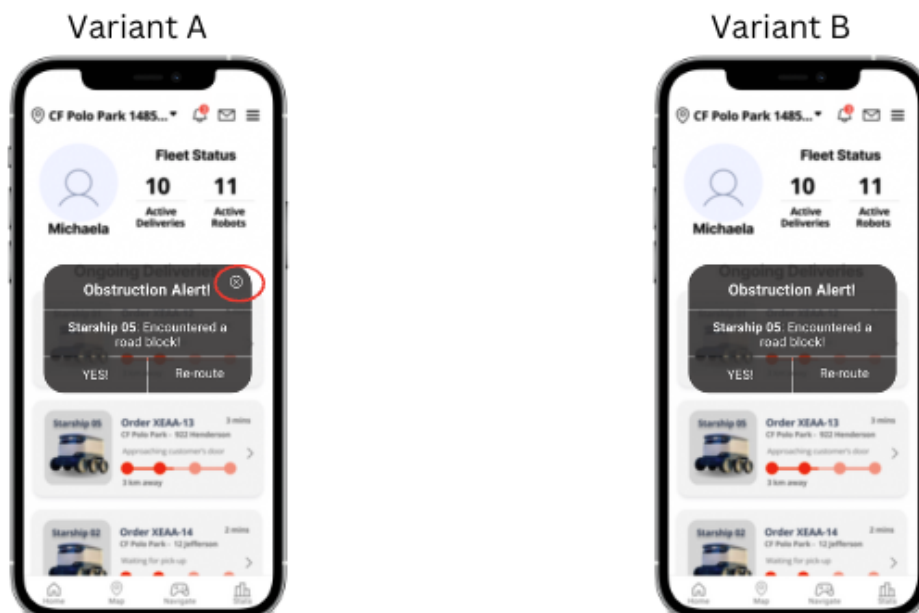 Variant A
CF Polo Park 1485...
Fleet Status
10 11
Active Deliveries
Active Robots
Michaela
Ongoing Deliveries
Obstruction Alert!
Starship 05. Encountered a
road block!
YES! Re-route
Starship 05
Order XEAA-13 3 mins
CF Polo Park - 922 Henderson
Approaching customer's door
3 km away
Starship 02
Order XEAA-14 2 mins
CF Polo Park - 12 Jefferson
Waiting for pick-up
Home Map Navigate Stats
Variant B
CF Polo Park 1485...
Fleet Status
10 11
Active Deliveries
Active Robots
Michaela
Ongoing Deliveries
Obstruction Alert!
Starship 05. Encountered a
road block!
YES! Re-route
Starship 05
Order XEAA-13 3 mins
CF Polo Park - 922 Henderson
Approaching customer's door
3 km away
Starship 02
Order XEAA-14 2 mins
CF Polo Park - 12 Jefferson
Waiting for pick-up
Home Map Navigate Stats